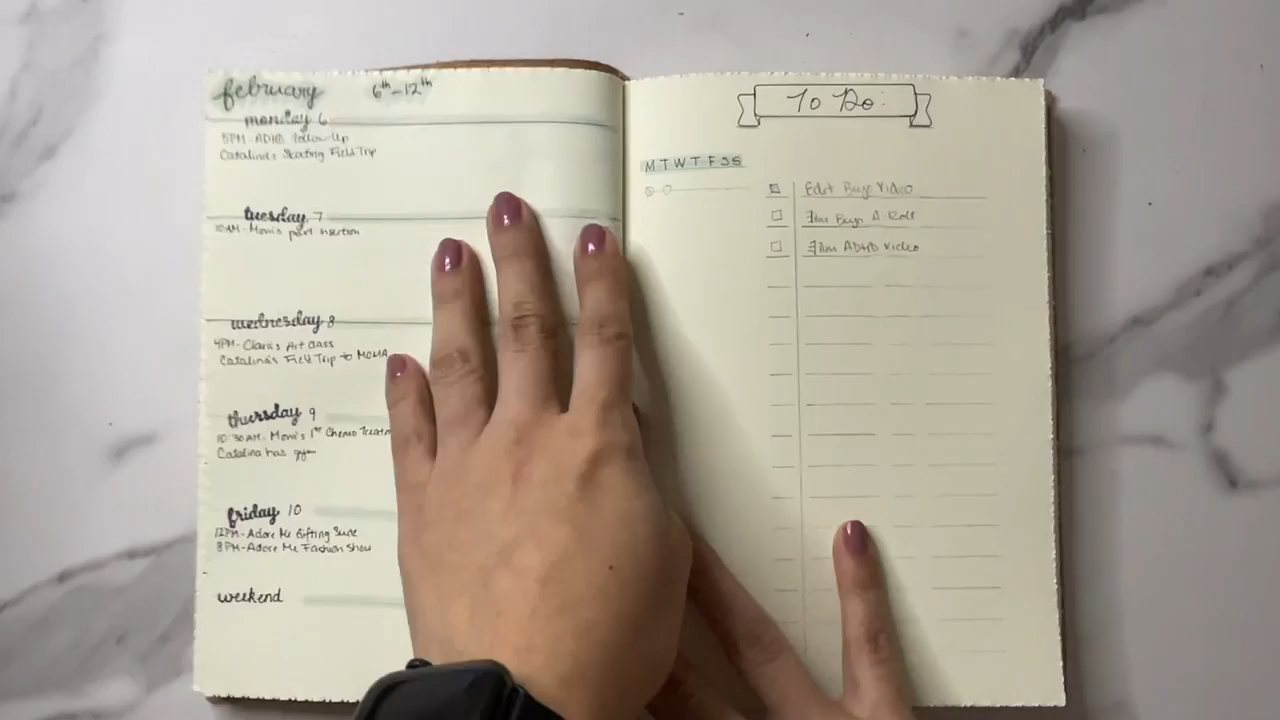 february 6th-12th
monday 6
5PM- ADHD Follow-Up
Catalina's Skating Field Trip
tuesday 7
10AM- Mom's port insertion
wednesday 8
4PM- Clara's Art class
Catalina's Field Trip to MOMA
thursday 9
10:30AM- Mom's 1st Chemo Treatm
Catalina has gym
friday 10
12PM- Adore Me Gifting Suite
8PM- Adore Me Fashion Show
weekend
To Do:
M T W T F S S
Edit Bujo Video
Film Bujo A-Roll
Film ADHD Video